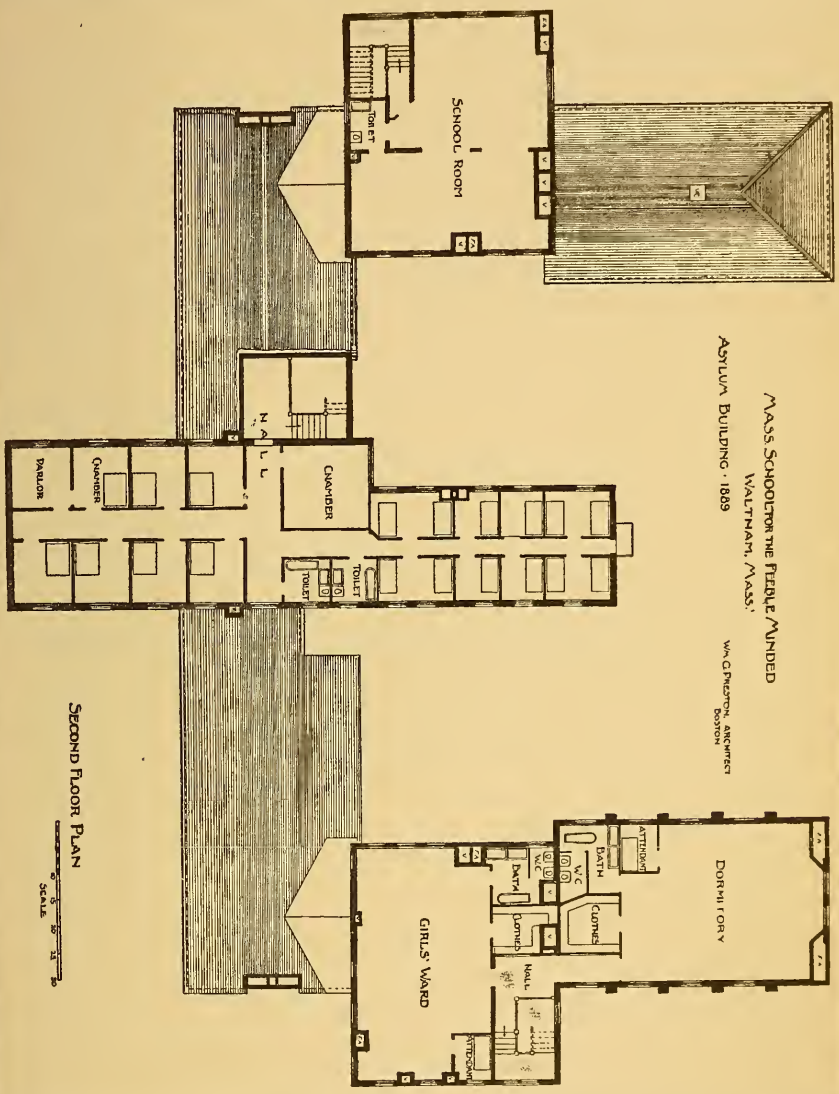 MASS. SCHOOL FOR THE FEEBLE MINDED
WALTHAM, MASS.
ASYLUM BUILDING · 1889
WM G PRESTON, ARCHITECT
BOSTON
SCHOOL ROOM
TOILET
HALL
CHAMBER
PARLOR
CHAMBER
TOILET
TOILET
DORMITORY
ATTENDANT
BATH
WC
CLOTHES
WC
BATH
CLOTHES
HALL
GIRLS' WARD
ATTENDANT
SECOND FLOOR PLAN
SCALE